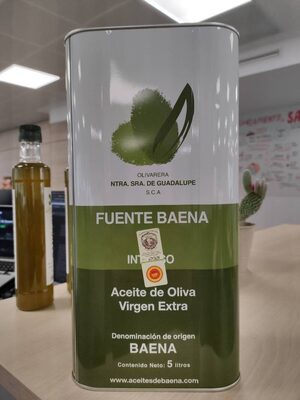 OLIVARERA
NTRA. SRA. DE GUADALUPE
S.C.A
FUENTE BAENA
Aceite de Oliva
Virgen Extra
Denominación de origen
BAENA
Contenido Neto: 5 litros
www.aceitesdebaena.com